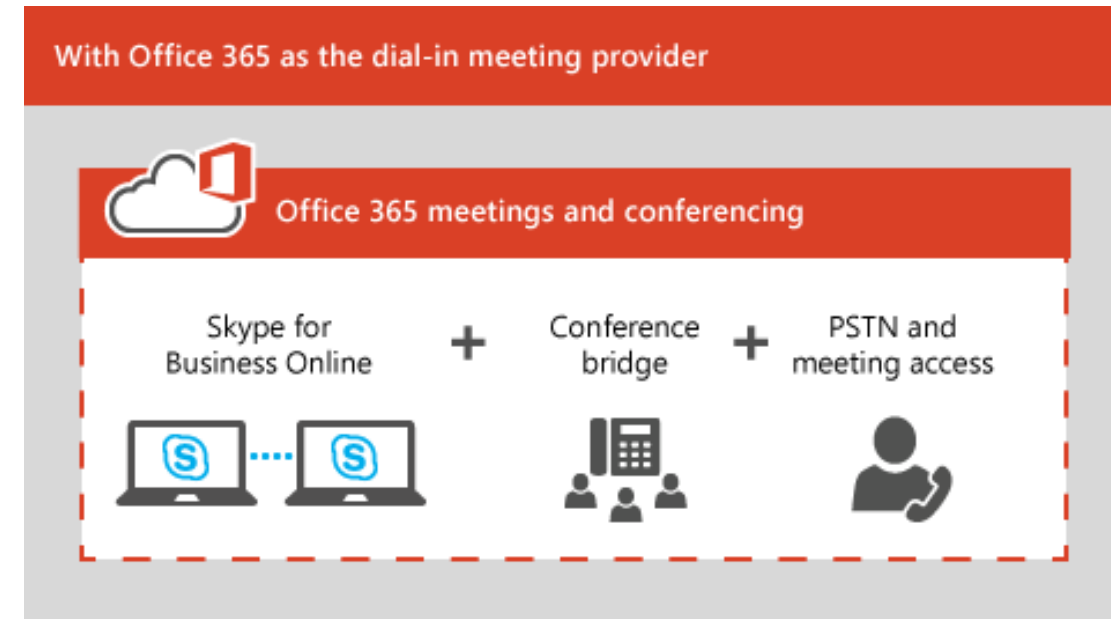 With Office 365 as the dial-in meeting provider
Office 365 meetings and conferencing
Skype for
Business Online
+
Conference
bridge
+
PSTN and
meeting access
S
S